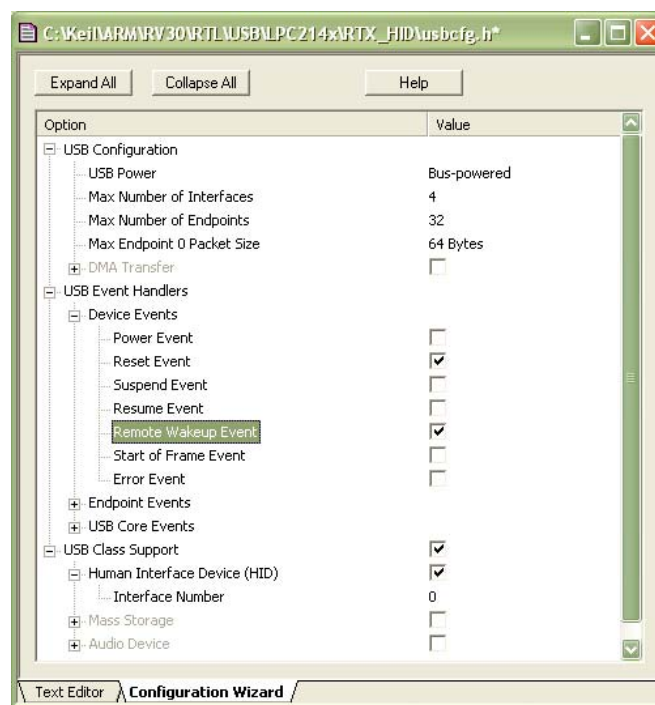 C:\Keil\ARM\RV30\RTL\USB\LPC214x\RTX_HID\usbcfg.h*
Expand All Collapse All Help
Option Value
USB Configuration
USB Power Bus-powered
Max Number of Interfaces 4
Max Number of Endpoints 32
Max Endpoint 0 Packet Size 64 Bytes
DMA Transfer
USB Event Handlers
Device Events
Power Event
Reset Event
Suspend Event
Resume Event
Remote Wakeup Event
Start of Frame Event
Error Event
Endpoint Events
USB Core Events
USB Class Support
Human Interface Device (HID)
Interface Number 0
Mass Storage
Audio Device
Text Editor Configuration Wizard